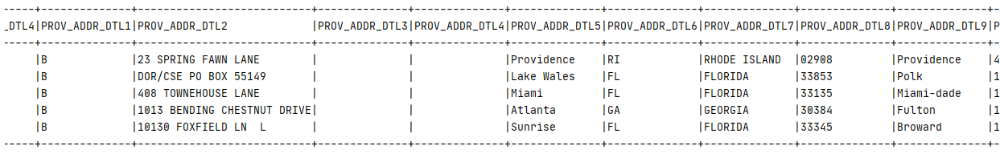 -----+--------------+----------------------------+--------------+--------------+--------------+--------------+--------------+--------------+--------------+-
_DTL4|PROV_ADDR_DTL1|PROV_ADDR_DTL2              |PROV_ADDR_DTL3|PROV_ADDR_DTL4|PROV_ADDR_DTL5|PROV_ADDR_DTL6|PROV_ADDR_DTL7|PROV_ADDR_DTL8|PROV_ADDR_DTL9|P
-----+--------------+----------------------------+--------------+--------------+--------------+--------------+--------------+--------------+--------------+-
     |B             |23 SPRING FAWN LANE         |              |              |Providence    |RI            |RHODE ISLAND  |02908         |Providence    |4
     |B             |DOR/CSE PO BOX 55149        |              |              |Lake Wales    |FL            |FLORIDA       |33853         |Polk          |1
     |B             |408 TOWNEHOUSE LANE         |              |              |Miami         |FL            |FLORIDA       |33135         |Miami-dade    |1
     |B             |1013 BENDING CHESTNUT DRIVE|              |              |Atlanta       |GA            |GEORGIA       |30384         |Fulton        |1
     |B             |10130 FOXFIELD LN  L        |              |              |Sunrise       |FL            |FLORIDA       |33345         |Broward       |1
-----+--------------+----------------------------+--------------+--------------+--------------+--------------+--------------+--------------+--------------+-